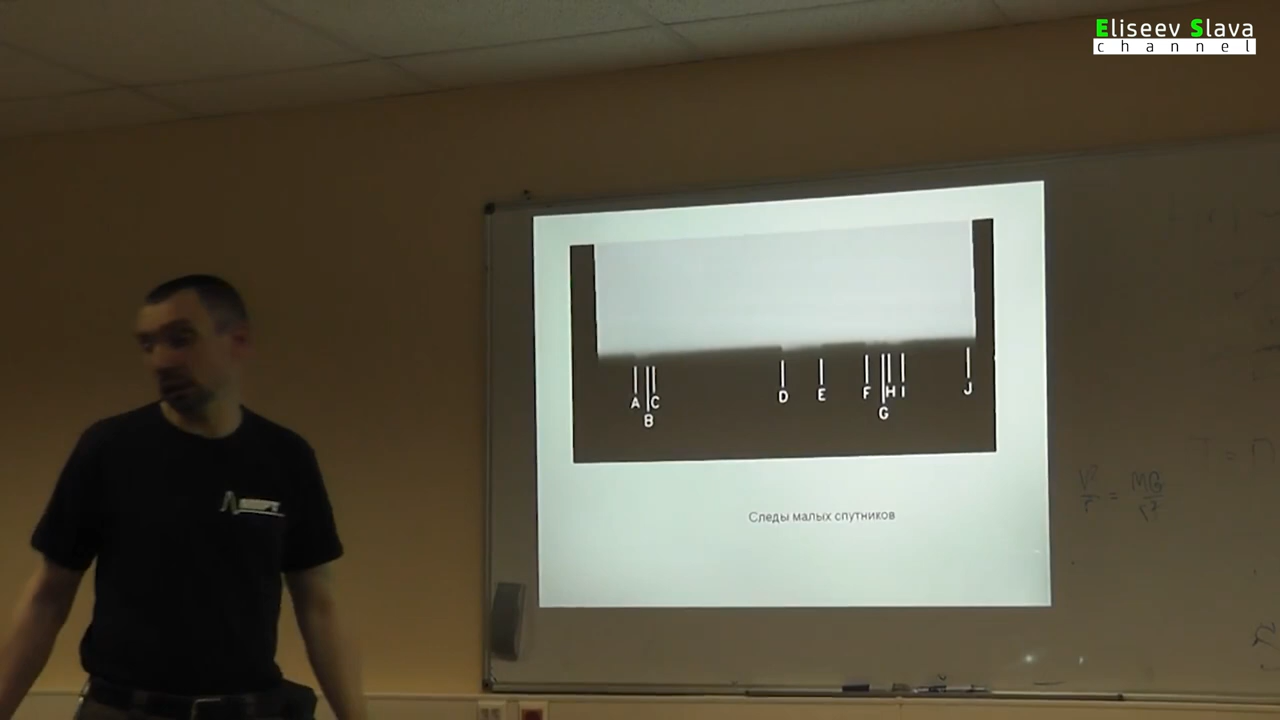 Eliseev Slava
channel
A
B
C
D
E
F
G
H
I
J
Следы малых спутников